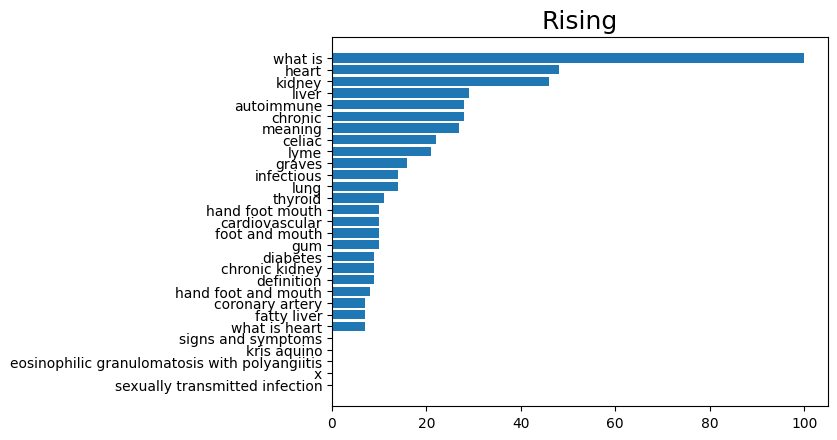 Rising
what is
heart
kidney
liver
autoimmune
chronic
meaning
celiac
lyme
graves
infectious
lung
thyroid
hand foot mouth
cardiovascular
foot and mouth
gum
diabetes
chronic kidney
definition
hand foot and mouth
coronary artery
fatty liver
what is heart
signs and symptoms
kris aquino
eosinophilic granulomatosis with polyangiitis
x
sexually transmitted infection
0 20 40 60 80 100